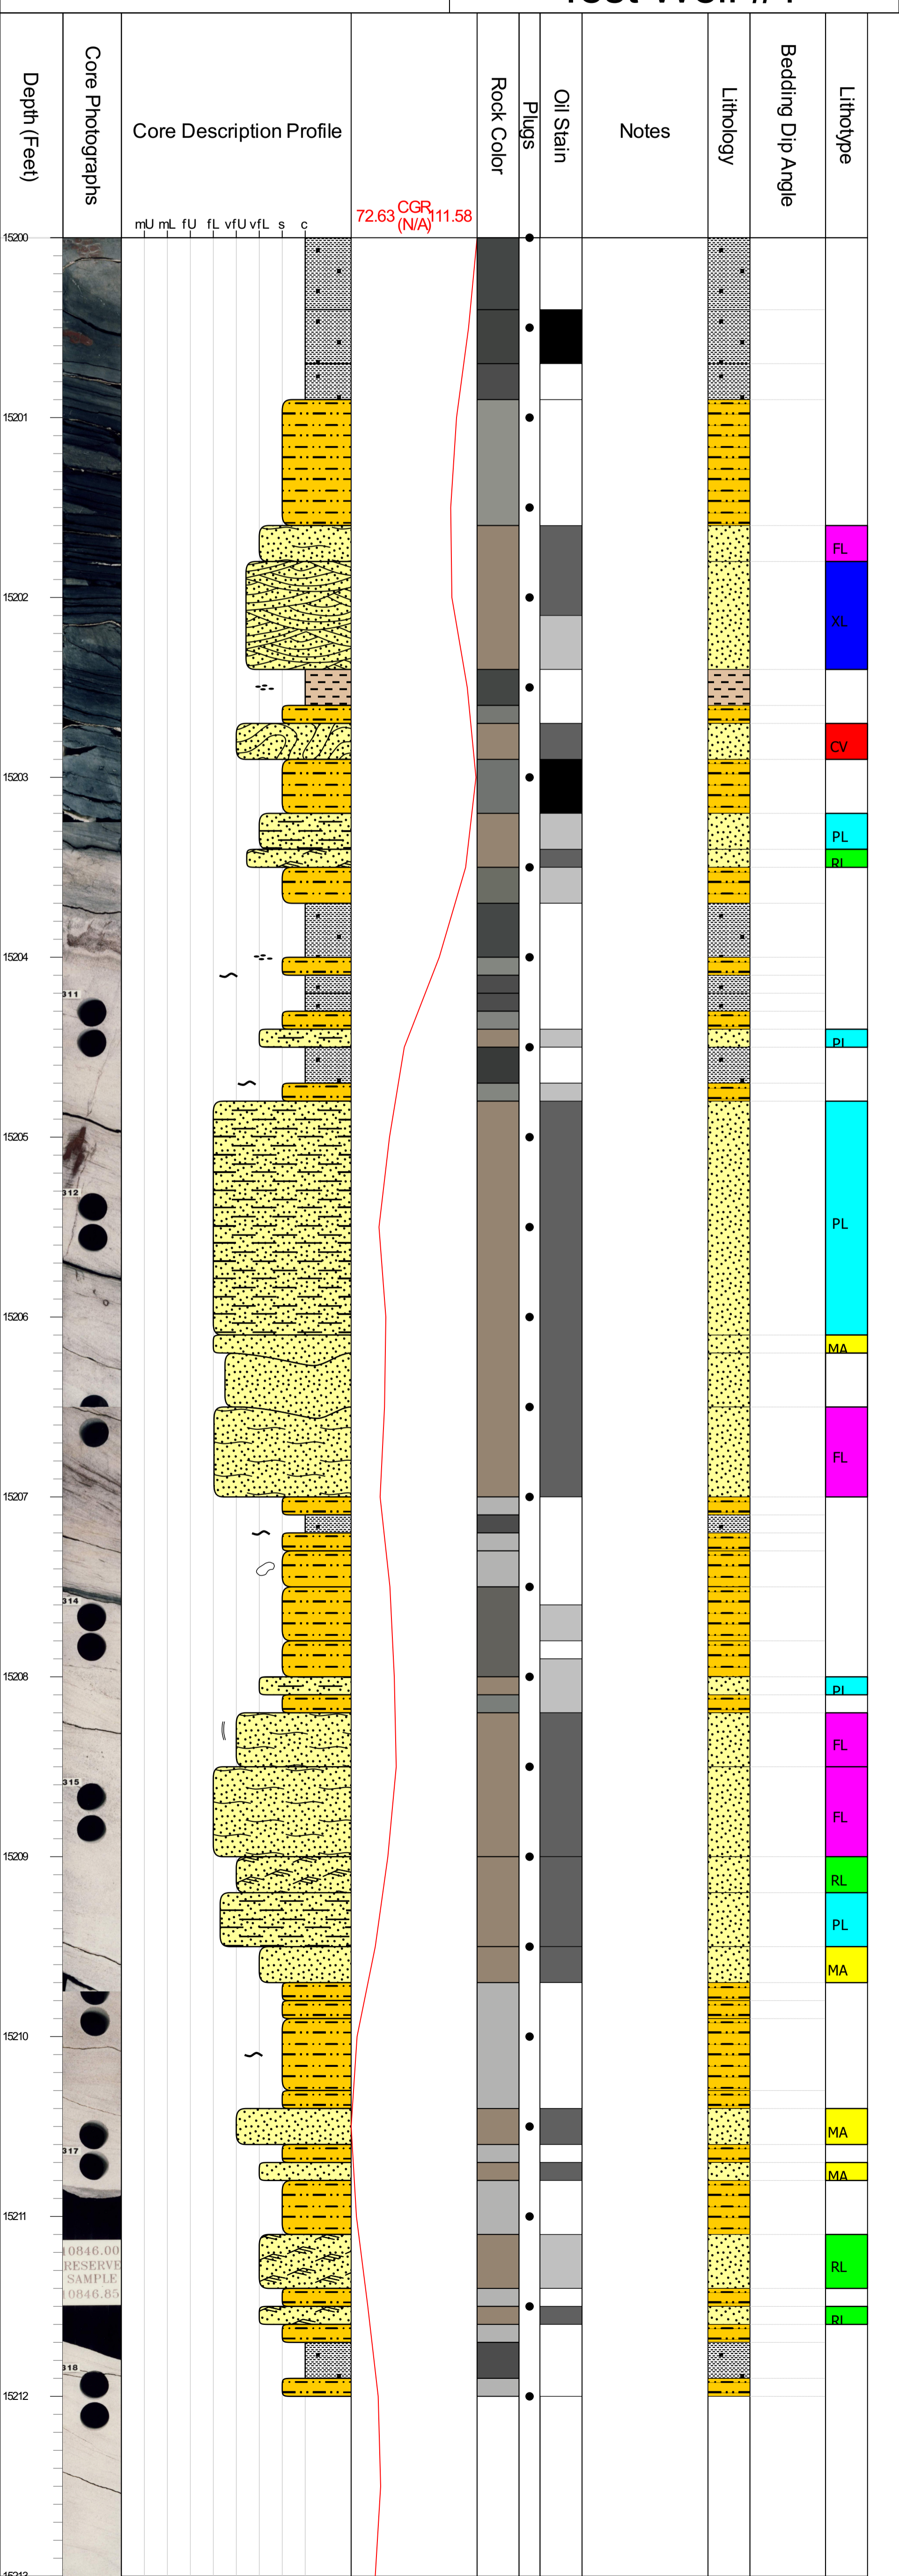 Test Well #1
Depth (Feet)
Core Photographs
Core Description Profile
Rock Color
Plugs
Oil Stain
Notes
Lithology
Bedding Dip Angle
Lithotype
mU mL fU fL vfU vfL s c
72.63 CGR 111.58
(N/A)
15200
15201
FL
15202
XL
CV
15203
PL
RL
15204
311
PL
15205
312
PL
15206
MA
FL
15207
314
15208
PL
FL
315
FL
15209
RL
PL
MA
15210
MA
317
MA
15211
10846.00
RESERVE
SAMPLE
10846.85
RL
RL
318
15212
15213